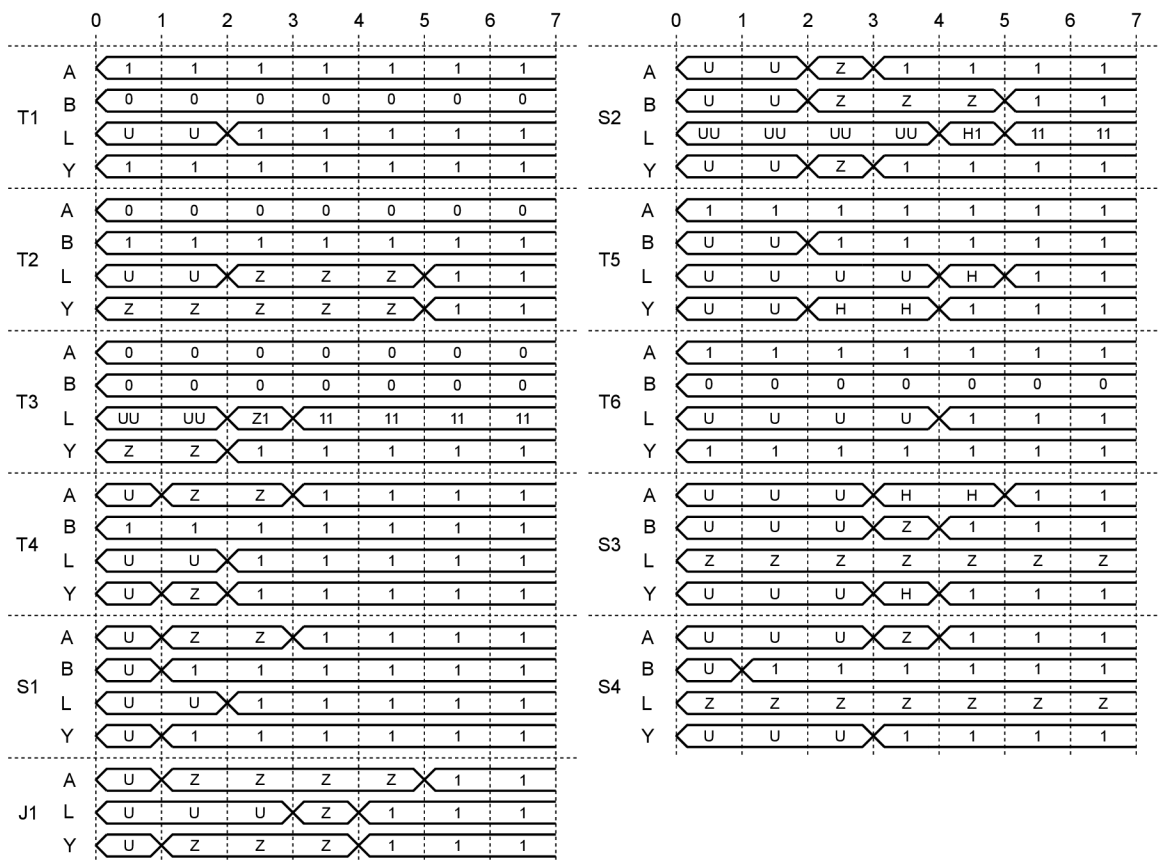 0 1 2 3 4 5 6 7
T1
A 1 1 1 1 1 1 1
B 0 0 0 0 0 0 0
L U U 1 1 1 1 1
Y 1 1 1 1 1 1 1
T2
A 0 0 0 0 0 0 0
B 1 1 1 1 1 1 1
L U U Z Z Z 1 1
Y Z Z Z Z Z 1 1
T3
A 0 0 0 0 0 0 0
B 0 0 0 0 0 0 0
L UU UU Z1 11 11 11 11
Y Z Z 1 1 1 1 1
T4
A U Z Z 1 1 1 1
B 1 1 1 1 1 1 1
L U U 1 1 1 1 1
Y U Z 1 1 1 1 1
S1
A U Z Z 1 1 1 1
B U 1 1 1 1 1 1
L U U 1 1 1 1 1
Y U 1 1 1 1 1 1
J1
A U Z Z Z Z 1 1
L U U U Z 1 1 1
Y U Z Z Z 1 1 1
0 1 2 3 4 5 6 7
S2
A U U Z 1 1 1 1
B U U Z Z Z 1 1
L UU UU UU UU H1 11 11
Y U U Z 1 1 1 1
T5
A 1 1 1 1 1 1 1
B U U 1 1 1 1 1
L U U U U H 1 1
Y U U H H 1 1 1
T6
A 1 1 1 1 1 1 1
B 0 0 0 0 0 0 0
L U U U U 1 1 1
Y 1 1 1 1 1 1 1
S3
A U U U H H 1 1
B U U U Z 1 1 1
L Z Z Z Z Z Z Z
Y U U U H 1 1 1
S4
A U U U Z 1 1 1
B U 1 1 1 1 1 1
L Z Z Z Z Z Z Z
Y U U U 1 1 1 1